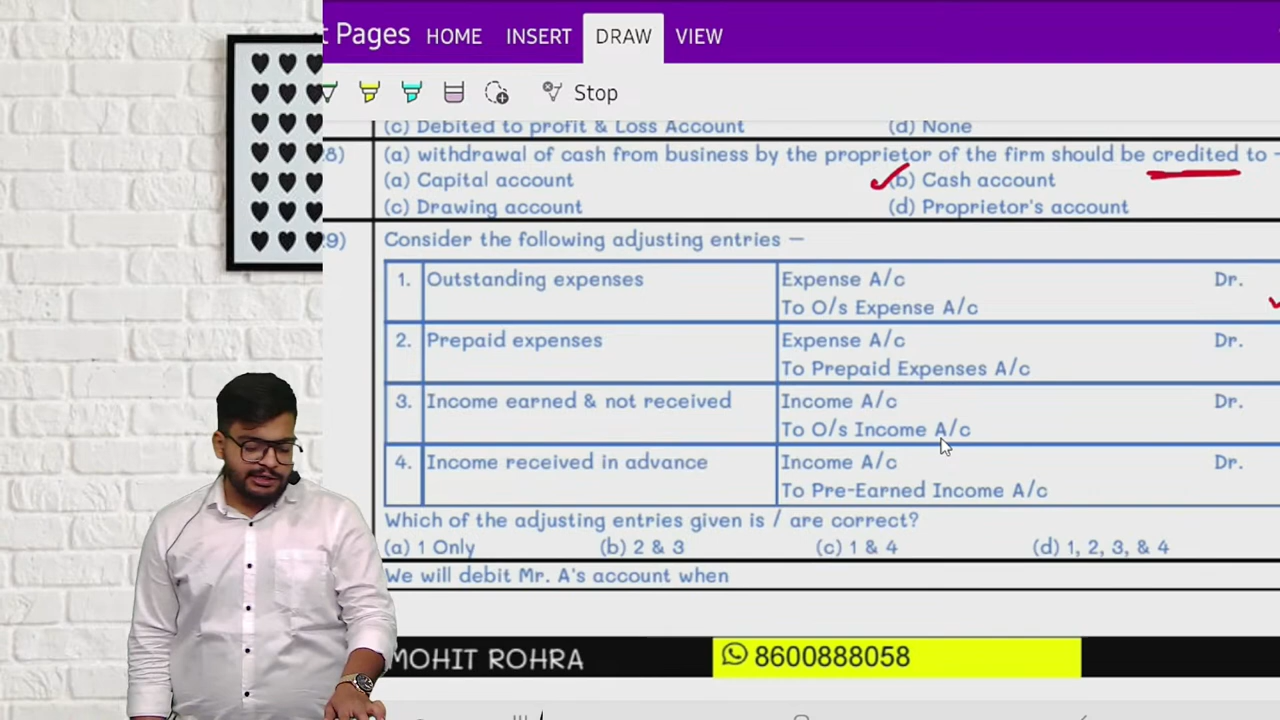 t Pages HOME INSERT DRAW VIEW
Stop
(c) Debited to profit & Loss Account (d) None
8) (a) withdrawal of cash from business by the proprietor of the firm should be credited to -
(a) Capital account (b) Cash account
(c) Drawing account (d) Proprietor's account
9) Consider the following adjusting entries –
1. Outstanding expenses Expense A/c Dr.
To O/s Expense A/c
2. Prepaid expenses Expense A/c Dr.
To Prepaid Expenses A/c
3. Income earned & not received Income A/c Dr.
To O/s Income A/c
4. Income received in advance Income A/c Dr.
To Pre-Earned Income A/c
Which of the adjusting entries given is / are correct?
(a) 1 Only (b) 2 & 3 (c) 1 & 4 (d) 1, 2, 3, & 4
We will debit Mr. A's account when
MOHIT ROHRA 8600888058